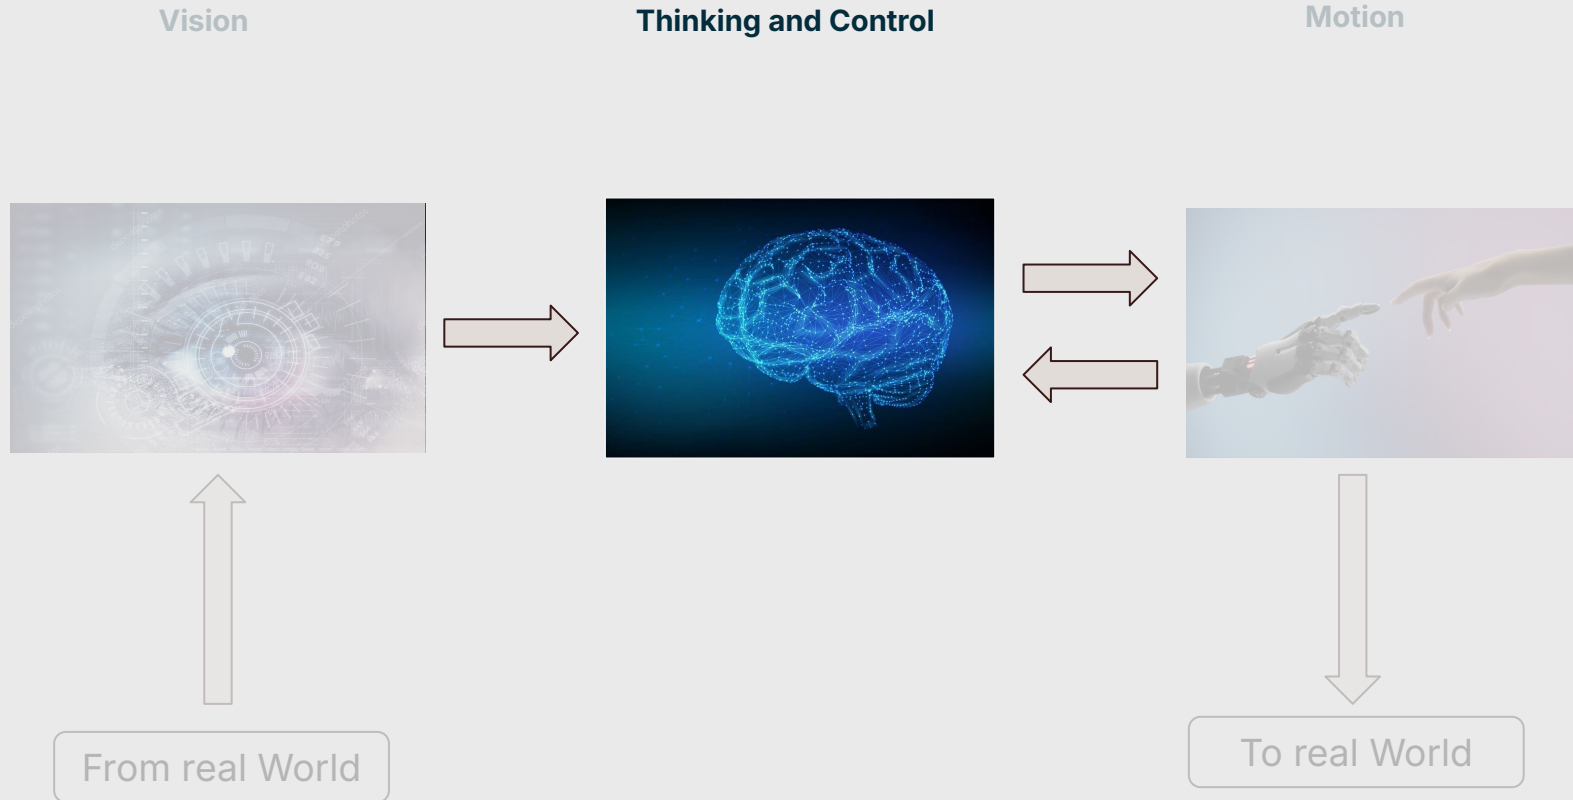 Vision
Thinking and Control
Motion
From real World
To real World